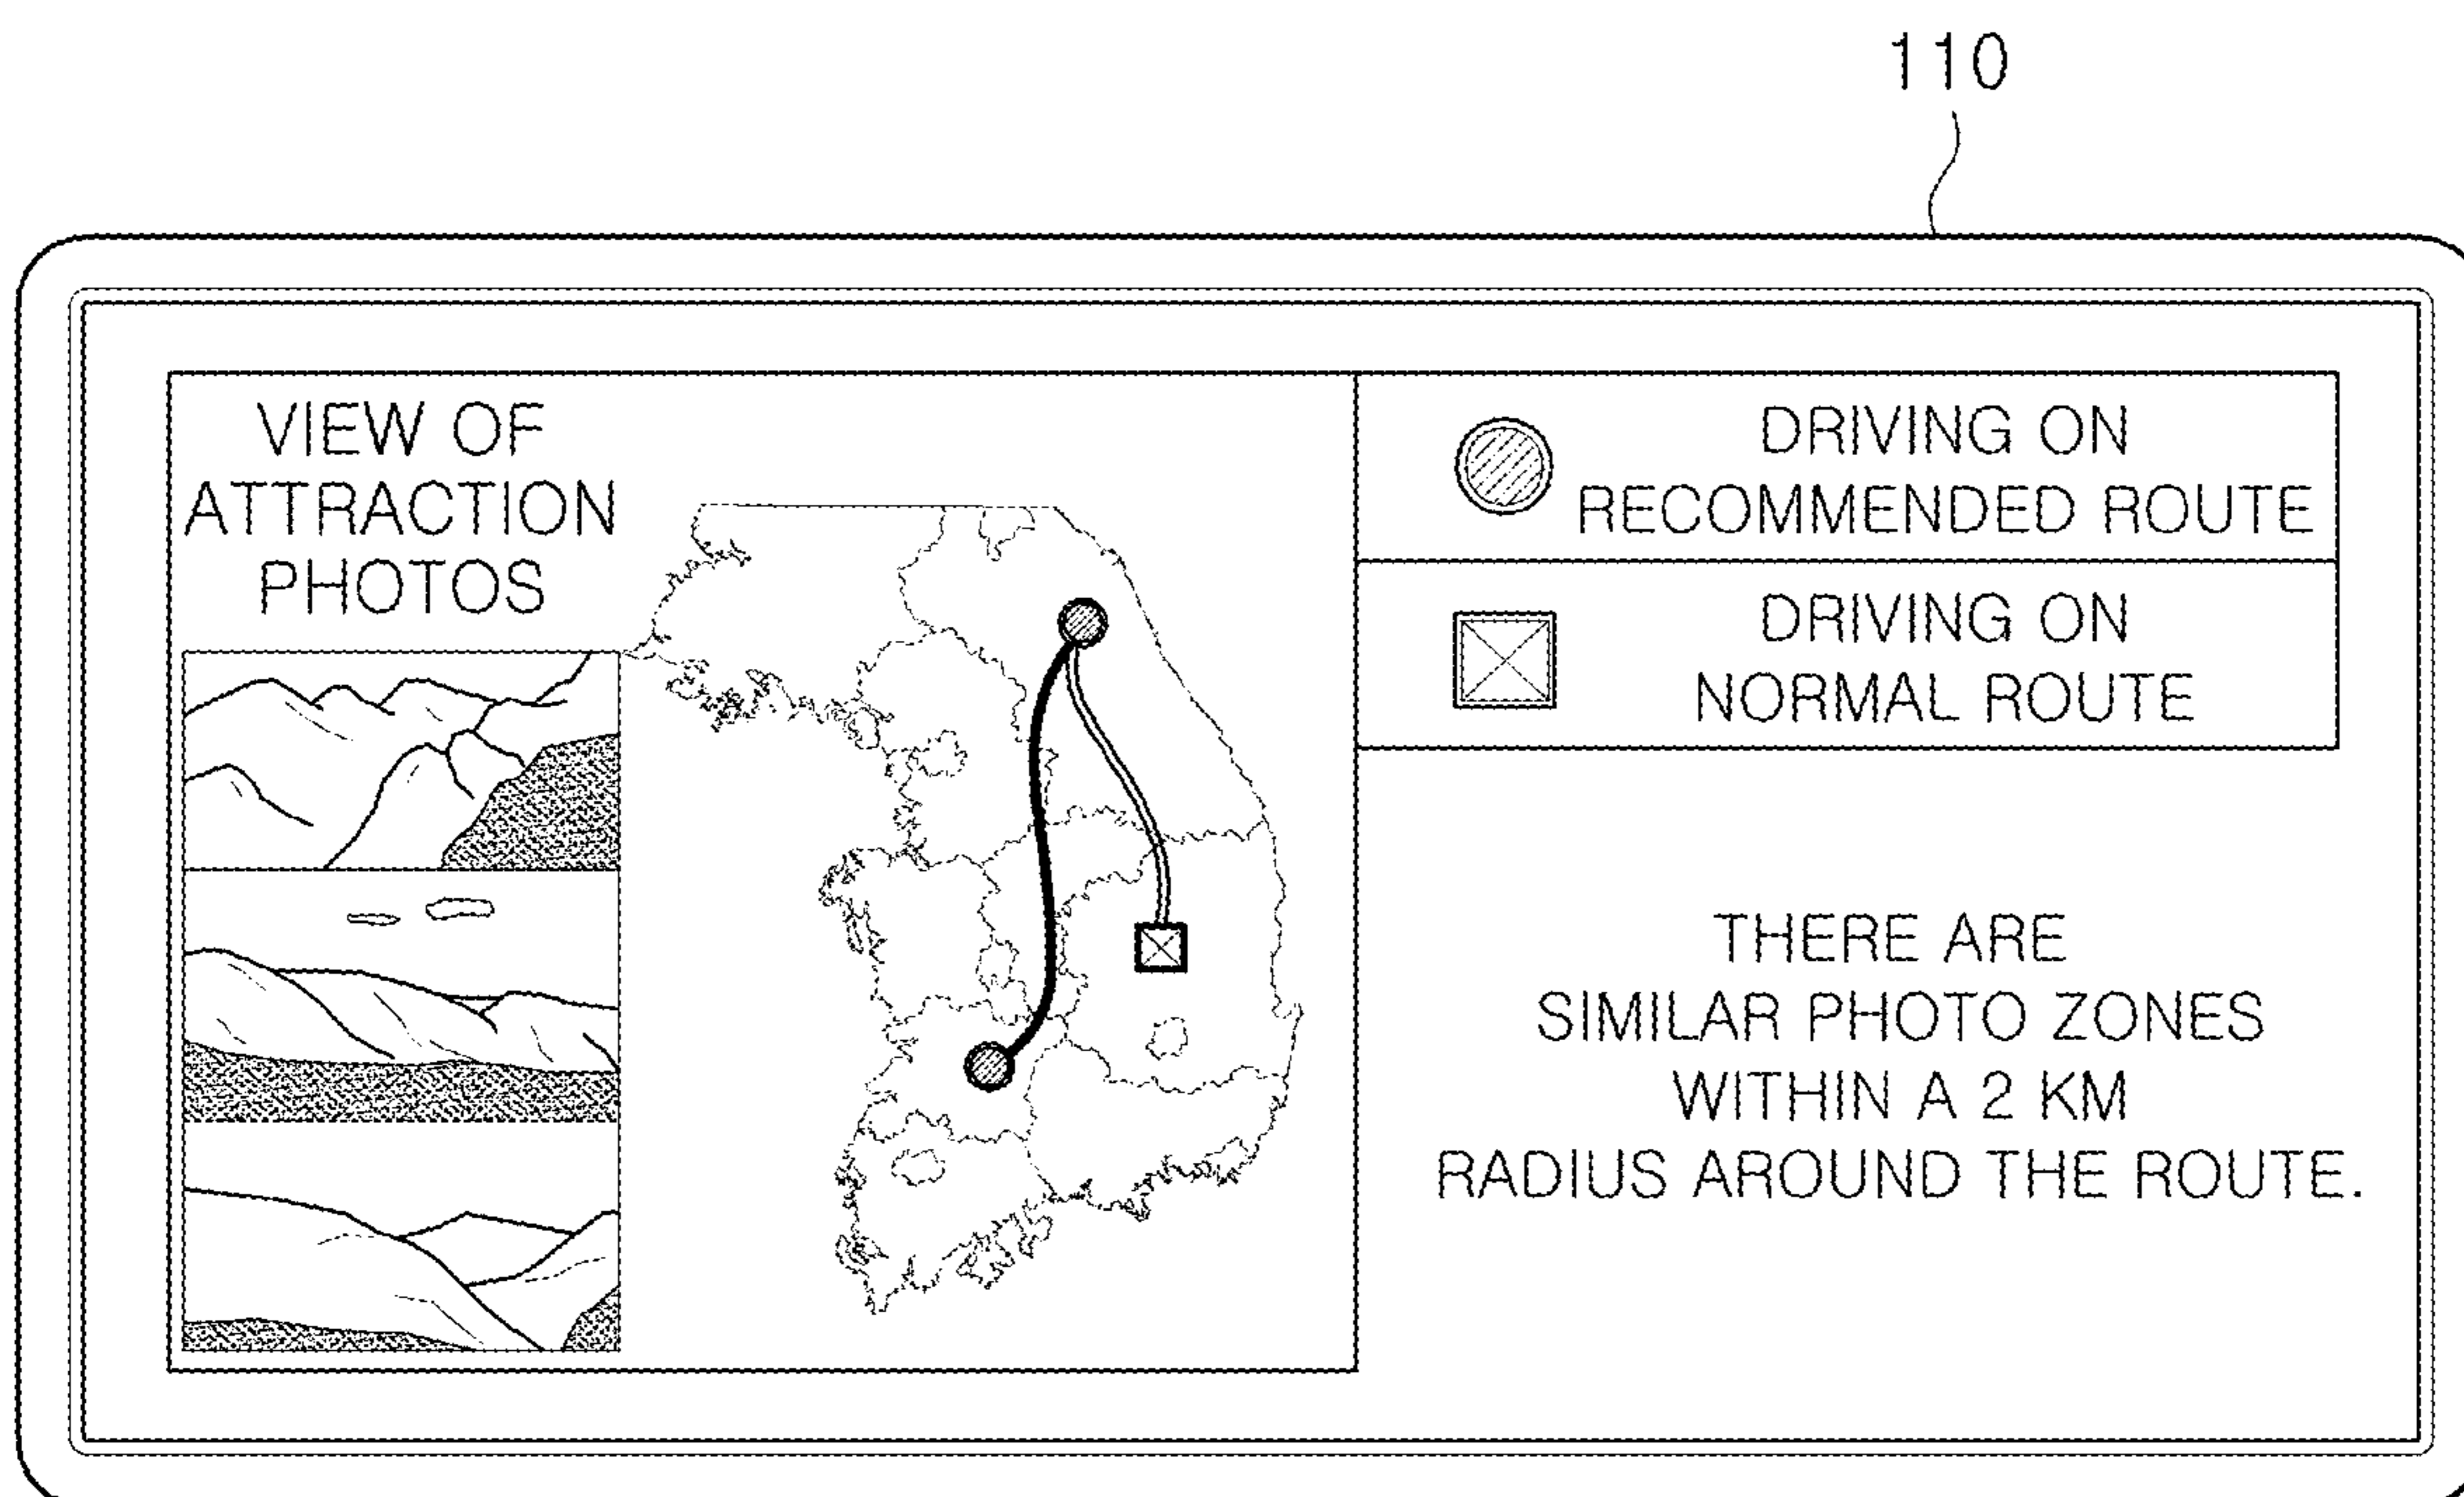 110
VIEW OF
ATTRACTION
PHOTOS
DRIVING ON
RECOMMENDED ROUTE
DRIVING ON
NORMAL ROUTE
THERE ARE
SIMILAR PHOTO ZONES
WITHIN A 2 KM
RADIUS AROUND THE ROUTE.